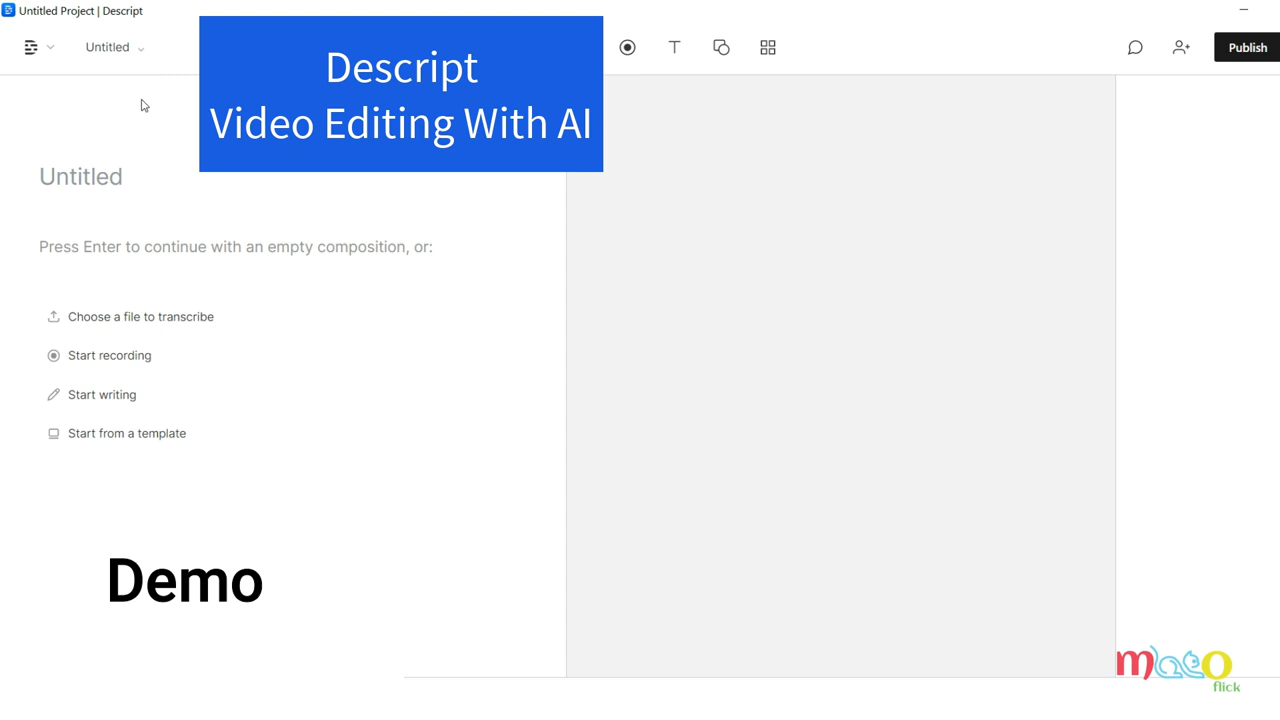 Untitled Project | Descript
Untitled
Descript
Video Editing With AI
Publish
Untitled
Press Enter to continue with an empty composition, or:
Choose a file to transcribe
Start recording
Start writing
Start from a template
Demo
flick